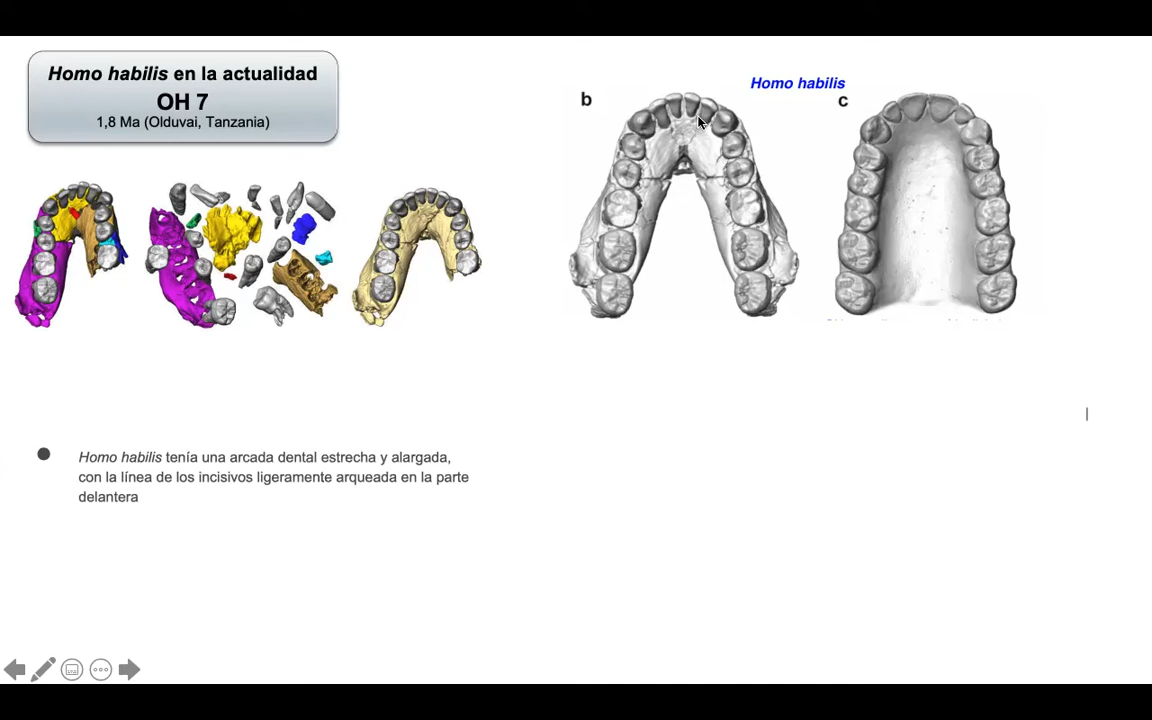 Homo habilis en la actualidad
OH 7
1,8 Ma (Olduvai, Tanzania)
Homo habilis
b
c
Homo habilis tenía una arcada dental estrecha y alargada,
con la línea de los incisivos ligeramente arqueada en la parte
delantera